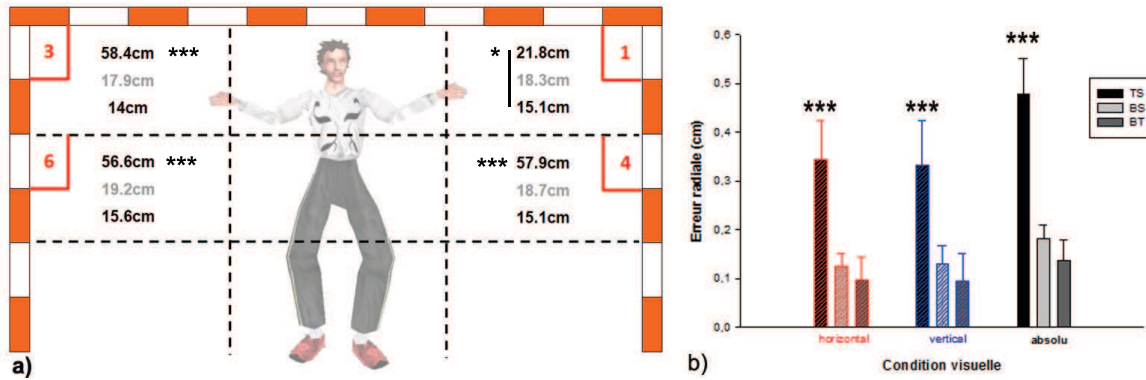 3
58.4cm ***
17.9cm
14cm
* 21.8cm
18.3cm
15.1cm
1
6
56.6cm ***
19.2cm
15.6cm
*** 57.9cm
18.7cm
15.1cm
4
a)
Erreur radiale (cm)
0,6
0,5
0,4
0,3
0,2
0,1
0,0
***
***
***
TS
BS
BT
horizontal
vertical
absolu
Condition visuelle
b)